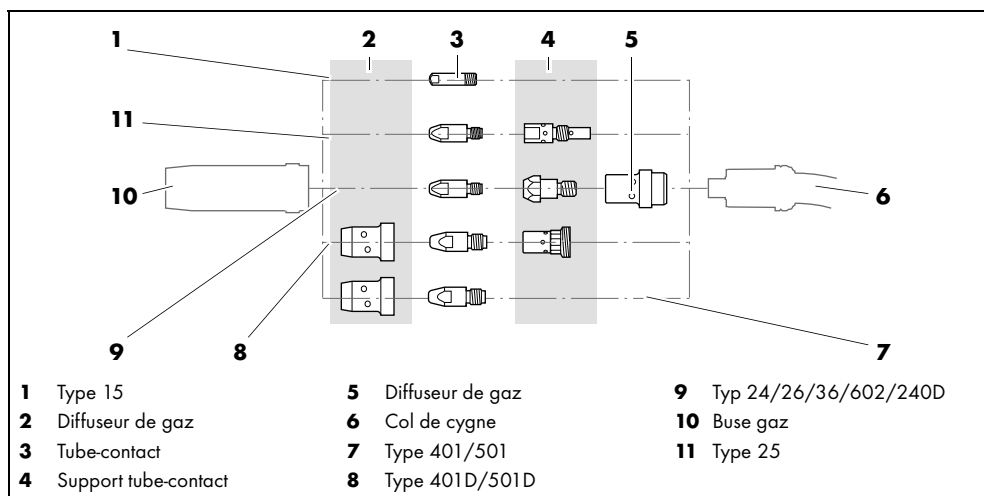 1 2 3 4 5
11
10 6
9 8 7
1 Type 15
2 Diffuseur de gaz
3 Tube-contact
4 Support tube-contact
5 Diffuseur de gaz
6 Col de cygne
7 Type 401/501
8 Type 401D/501D
9 Typ 24/26/36/602/240D
10 Buse gaz
11 Type 25